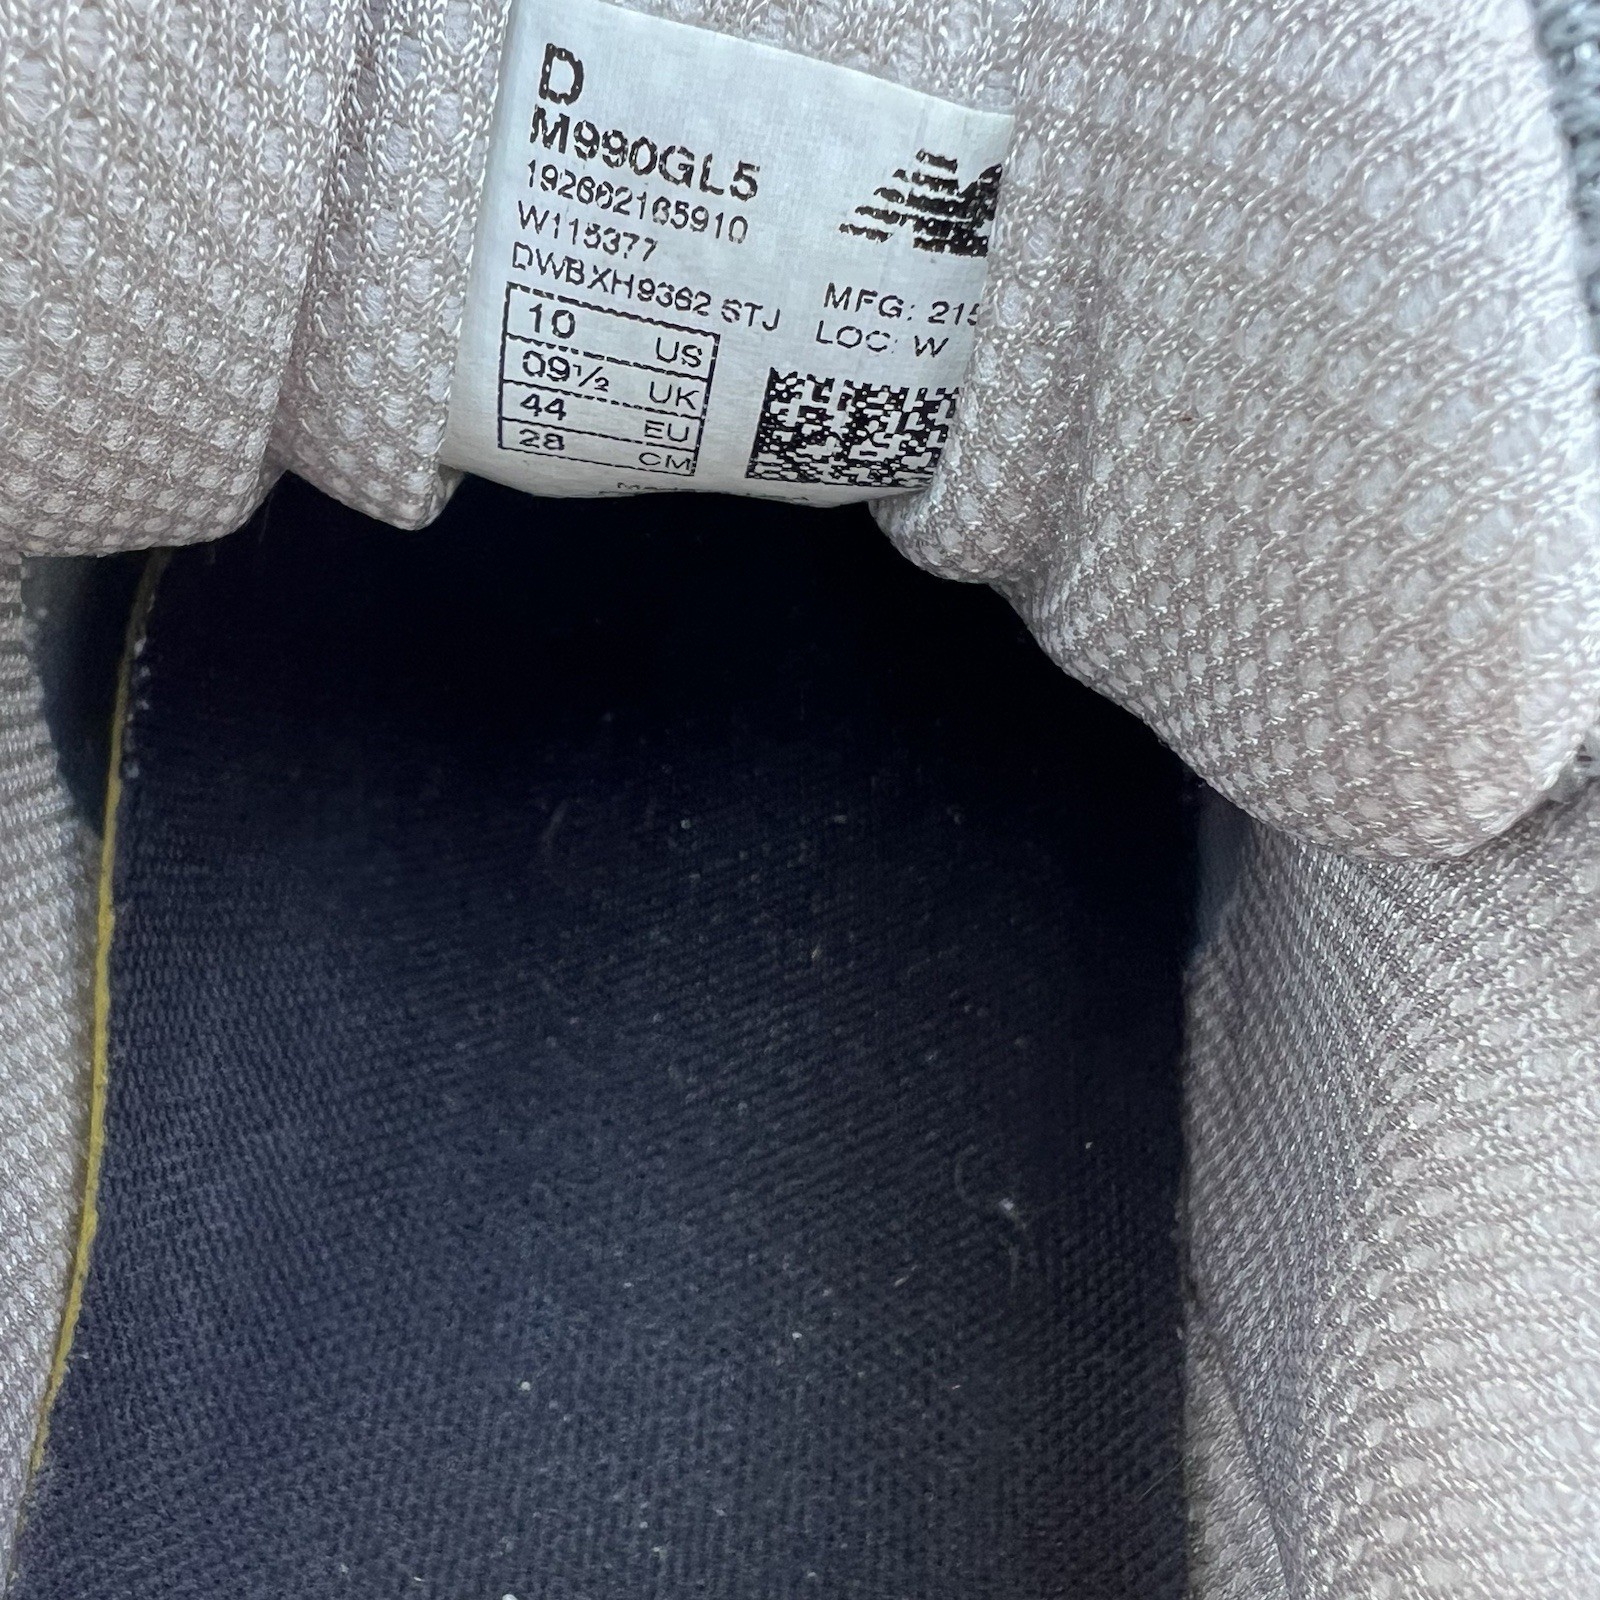 D
M990GL5
192662165910
W115377
DWBXH9362 STJ
10 US
09½ UK
44 EU
28 CM
MFG: 215
LOC: W